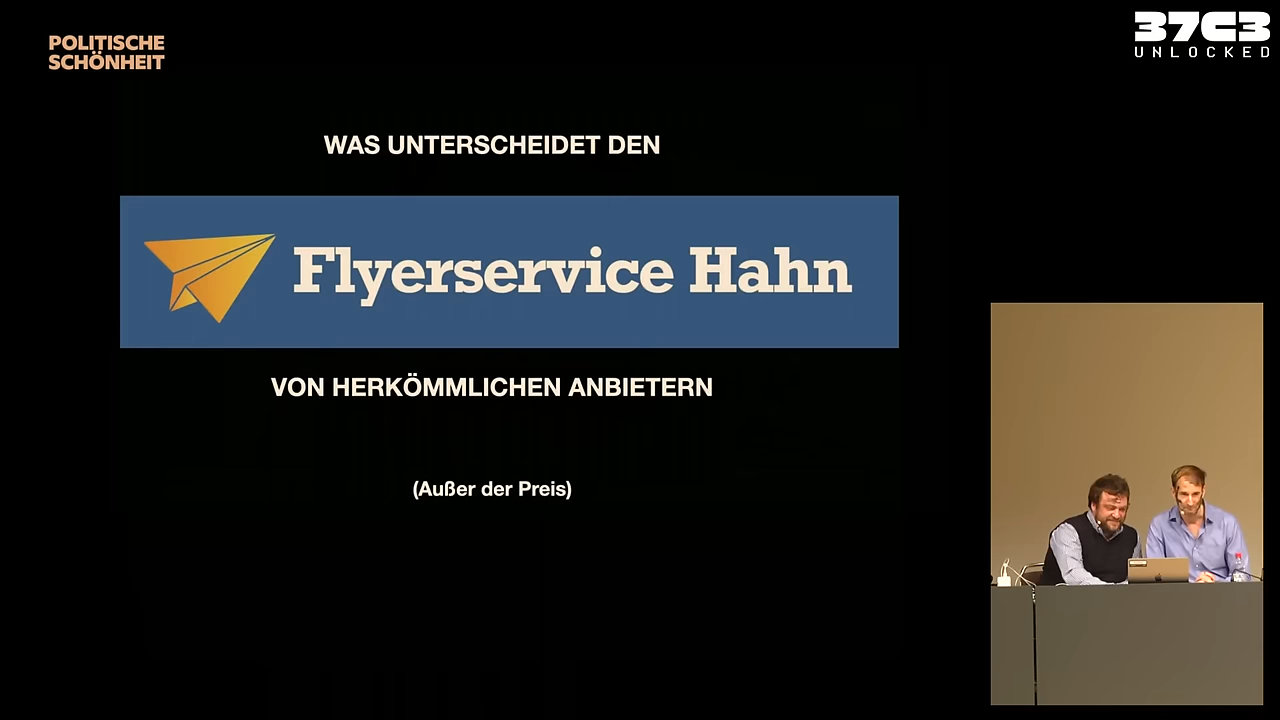 POLITISCHE
SCHÖNHEIT
37C3
UNLOCKED
WAS UNTERSCHEIDET DEN
Flyerservice Hahn
VON HERKÖMMLICHEN ANBIETERN
(Außer der Preis)